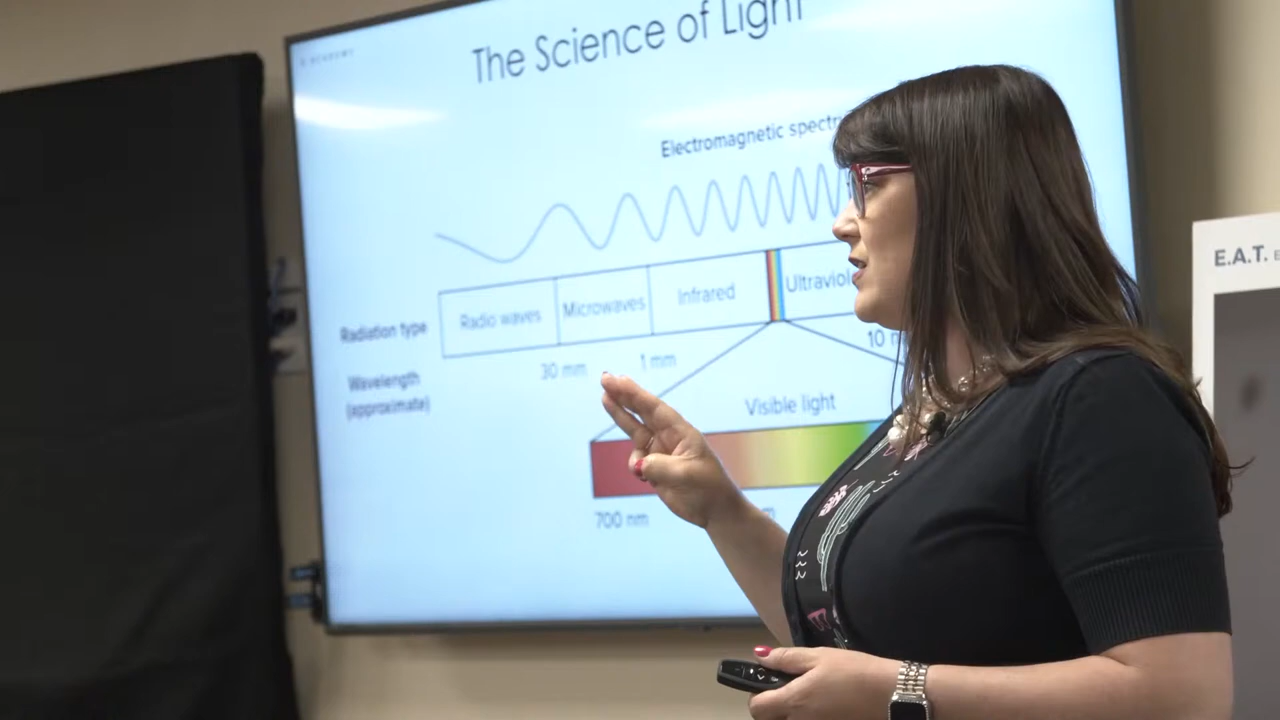 ACADEMY
The Science of Light
Electromagnetic spectr
Radiation type
Radio waves
Microwaves
Infrared
Ultraviol
Wavelength
(approximate)
30 mm
1 mm
10 n
Visible light
700 nm
m
E.A.T. E